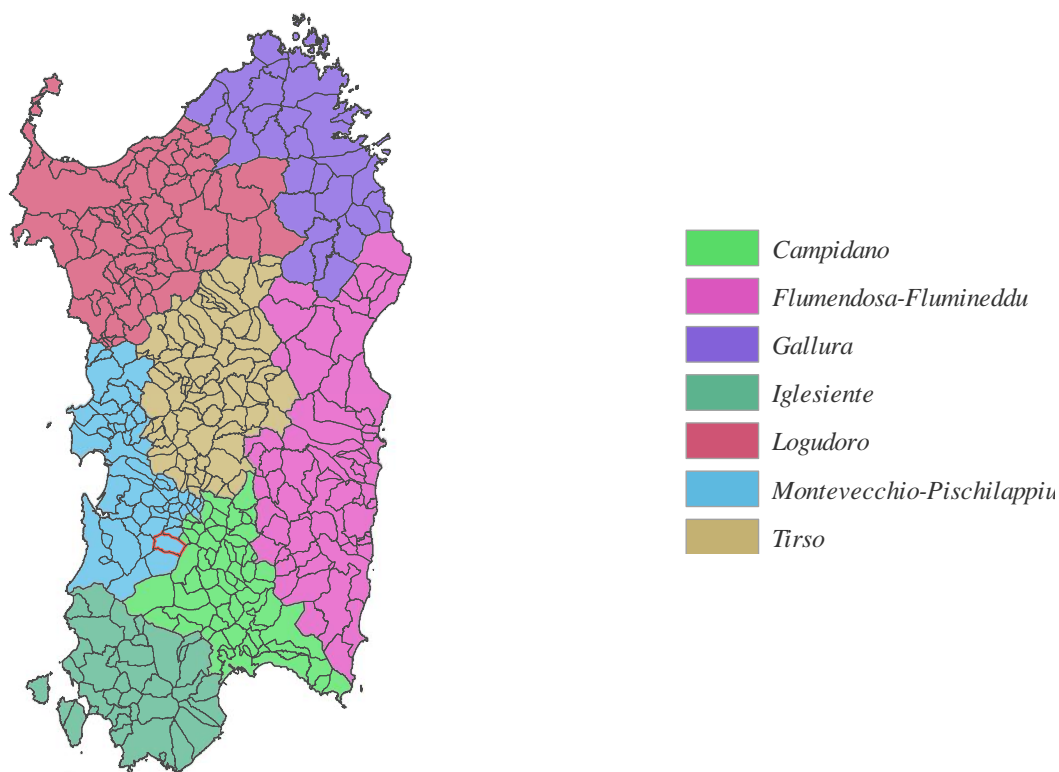 Campidano
Flumendosa-Flumineddu
Gallura
Iglesiente
Logudoro
Montevecchio-Pischilappiu
Tirso